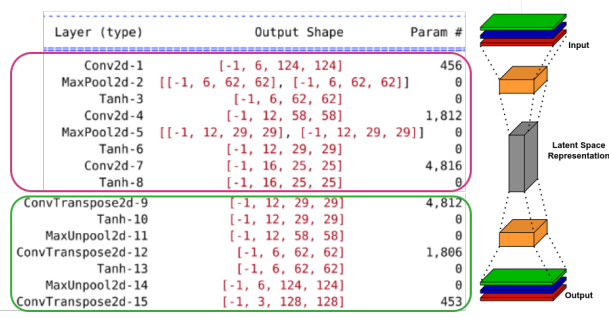 Layer (type) Output Shape Param #
Conv2d-1 [-1, 6, 124, 124] 456
MaxPool2d-2 [[-1, 6, 62, 62], [-1, 6, 62, 62]] 0
Tanh-3 [-1, 6, 62, 62] 0
Conv2d-4 [-1, 12, 58, 58] 1,812
MaxPool2d-5 [[-1, 12, 29, 29], [-1, 12, 29, 29]] 0
Tanh-6 [-1, 12, 29, 29] 0
Conv2d-7 [-1, 16, 25, 25] 4,816
Tanh-8 [-1, 16, 25, 25] 0
ConvTranspose2d-9 [-1, 12, 29, 29] 4,812
Tanh-10 [-1, 12, 29, 29] 0
MaxUnpool2d-11 [-1, 12, 58, 58] 0
ConvTranspose2d-12 [-1, 6, 62, 62] 1,806
Tanh-13 [-1, 6, 62, 62] 0
MaxUnpool2d-14 [-1, 6, 124, 124] 0
ConvTranspose2d-15 [-1, 3, 128, 128] 453
Input
Latent Space
Representation
Output